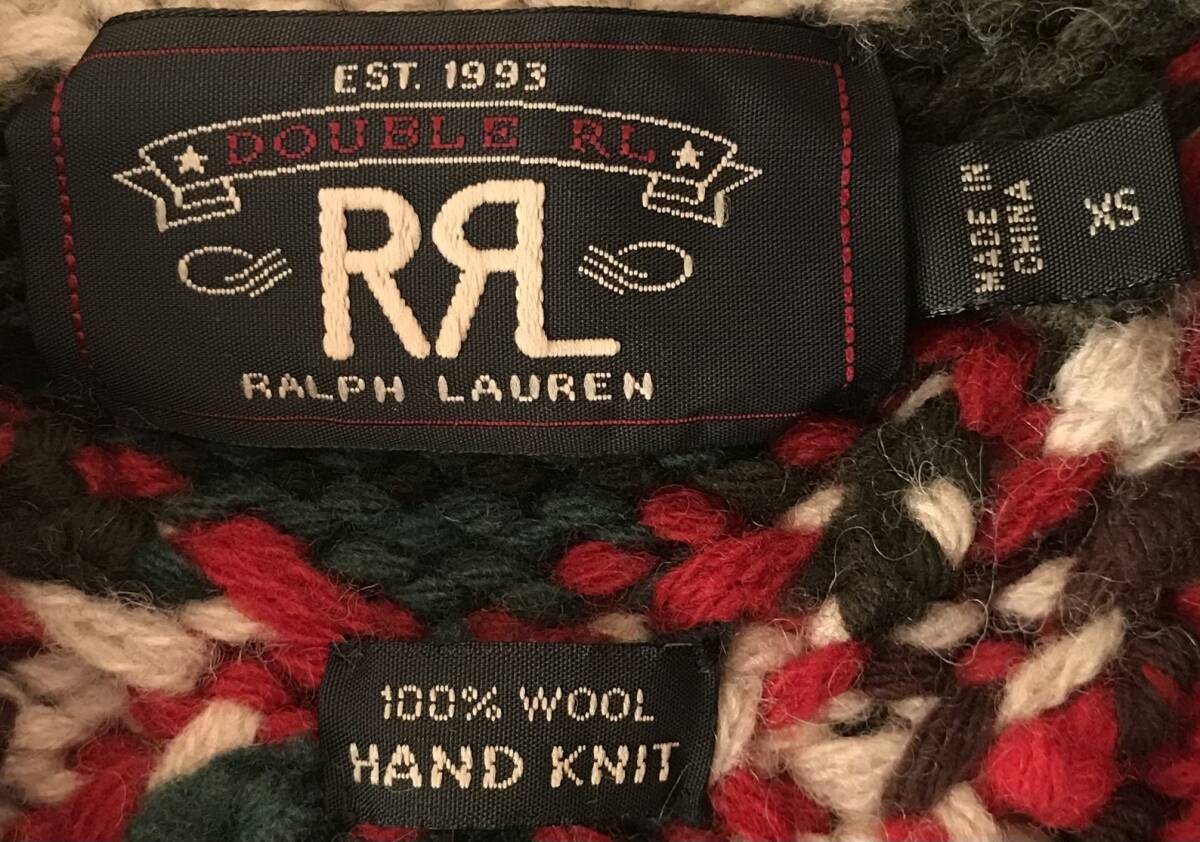 EST. 1993
DOUBLE RL
RRL
RALPH LAUREN
MADE IN
CHINA
XS
100% WOOL
HAND KNIT